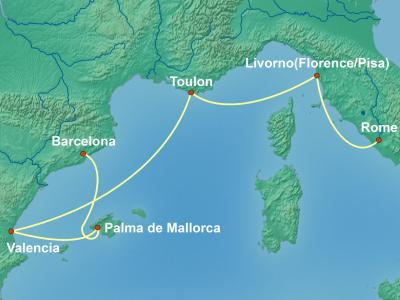 Livorno(Florence/Pisa)
Toulon
Rome
Barcelona
Palma de Mallorca
Valencia